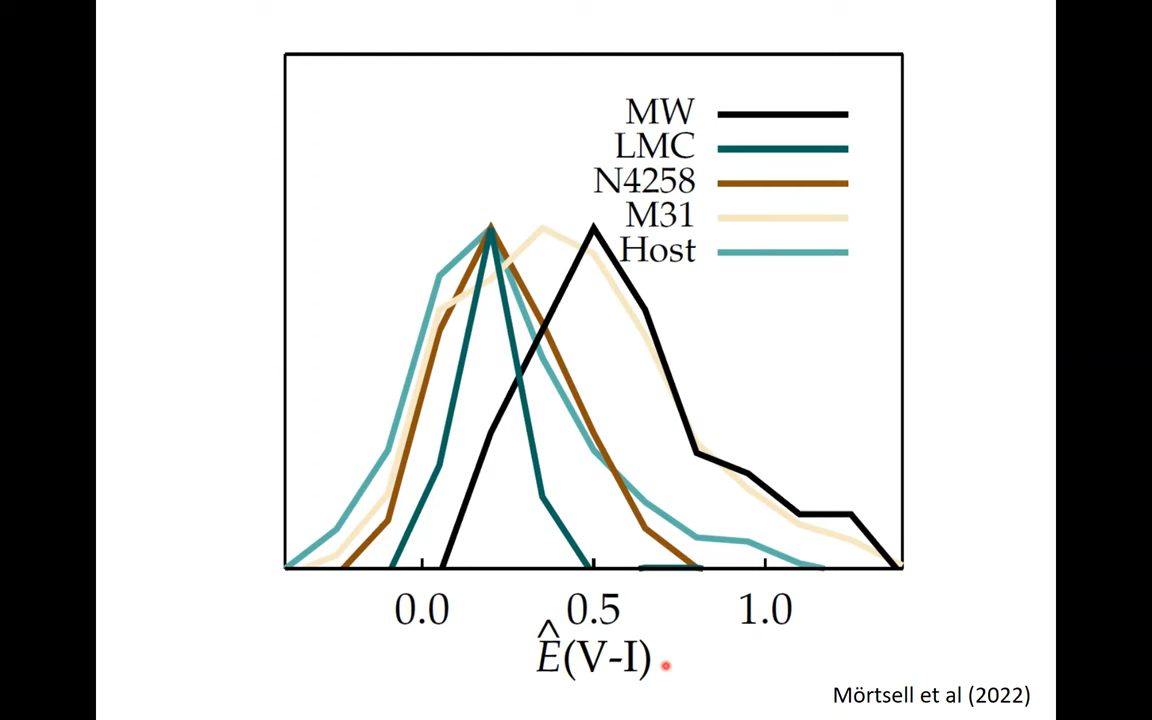 MW
LMC
N4258
M31
Host
0.0 0.5 1.0
Ê(V-I)
Mörtsell et al (2022)